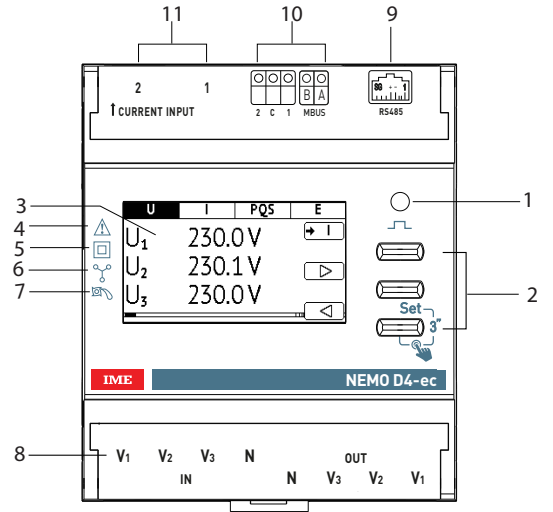 11 10 9
2 1
↑ CURRENT INPUT
B A
2 C 1 MBUS
SG +- 1
RS485
3
4
5
6
7
U I PQS E
U₁ 230.0 V
I
U₂ 230.1 V
U₃ 230.0 V
1
2
Set
3"
IME
NEMO D4-ec
8
V₁ V₂ V₃ N
IN
OUT
N V₃ V₂ V₁